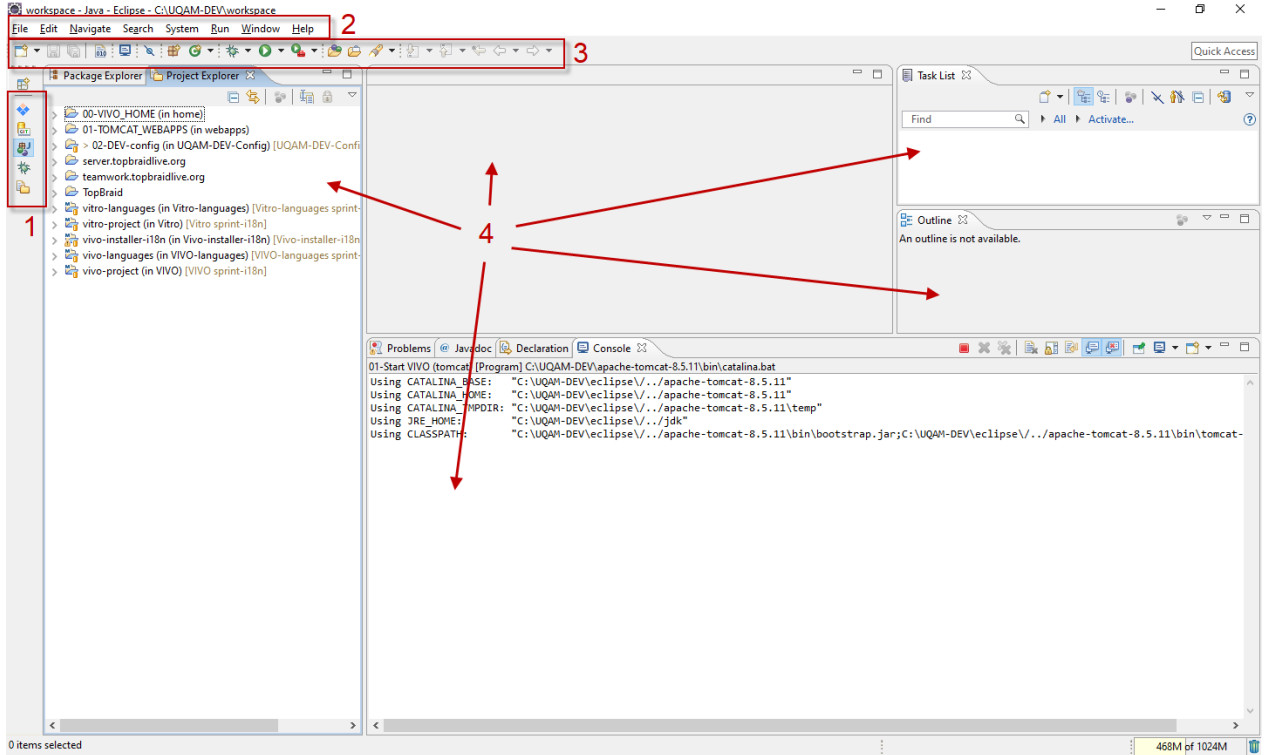 workspace - Java - Eclipse - C:\UQAM-DEV\workspace
File Edit Navigate Search System Run Window Help
2
3
Quick Access
Package Explorer
Project Explorer
00-VIVO_HOME (in home)
01-TOMCAT_WEBAPPS (in webapps)
> 02-DEV-config (in UQAM-DEV-Config) [UQAM-DEV-Confi
server.topbraidlive.org
teamwork.topbraidlive.org
TopBraid
vitro-languages (in Vitro-languages) [Vitro-languages sprint-
vitro-project (in Vitro) [Vitro sprint-i18n]
vivo-installer-i18n (in Vivo-installer-i18n) [Vivo-installer-i18n
vivo-languages (in VIVO-languages) [VIVO-languages sprint-
vivo-project (in VIVO) [VIVO sprint-i18n]
1
4
Task List
Find
All
Activate...
Outline
An outline is not available.
Problems @ Javadoc Declaration Console
01-Start VIVO (tomcat) [Program] C:\UQAM-DEV\apache-tomcat-8.5.11\bin\catalina.bat
Using CATALINA_BASE: "C:\UQAM-DEV\eclipse\/../apache-tomcat-8.5.11"
Using CATALINA_HOME: "C:\UQAM-DEV\eclipse\/../apache-tomcat-8.5.11"
Using CATALINA_TMPDIR: "C:\UQAM-DEV\eclipse\/../apache-tomcat-8.5.11\temp"
Using JRE_HOME: "C:\UQAM-DEV\eclipse\/../jdk"
Using CLASSPATH: "C:\UQAM-DEV\eclipse\/../apache-tomcat-8.5.11\bin\bootstrap.jar;C:\UQAM-DEV\eclipse\/../apache-tomcat-8.5.11\bin\tomcat-
0 items selected
468M of 1024M